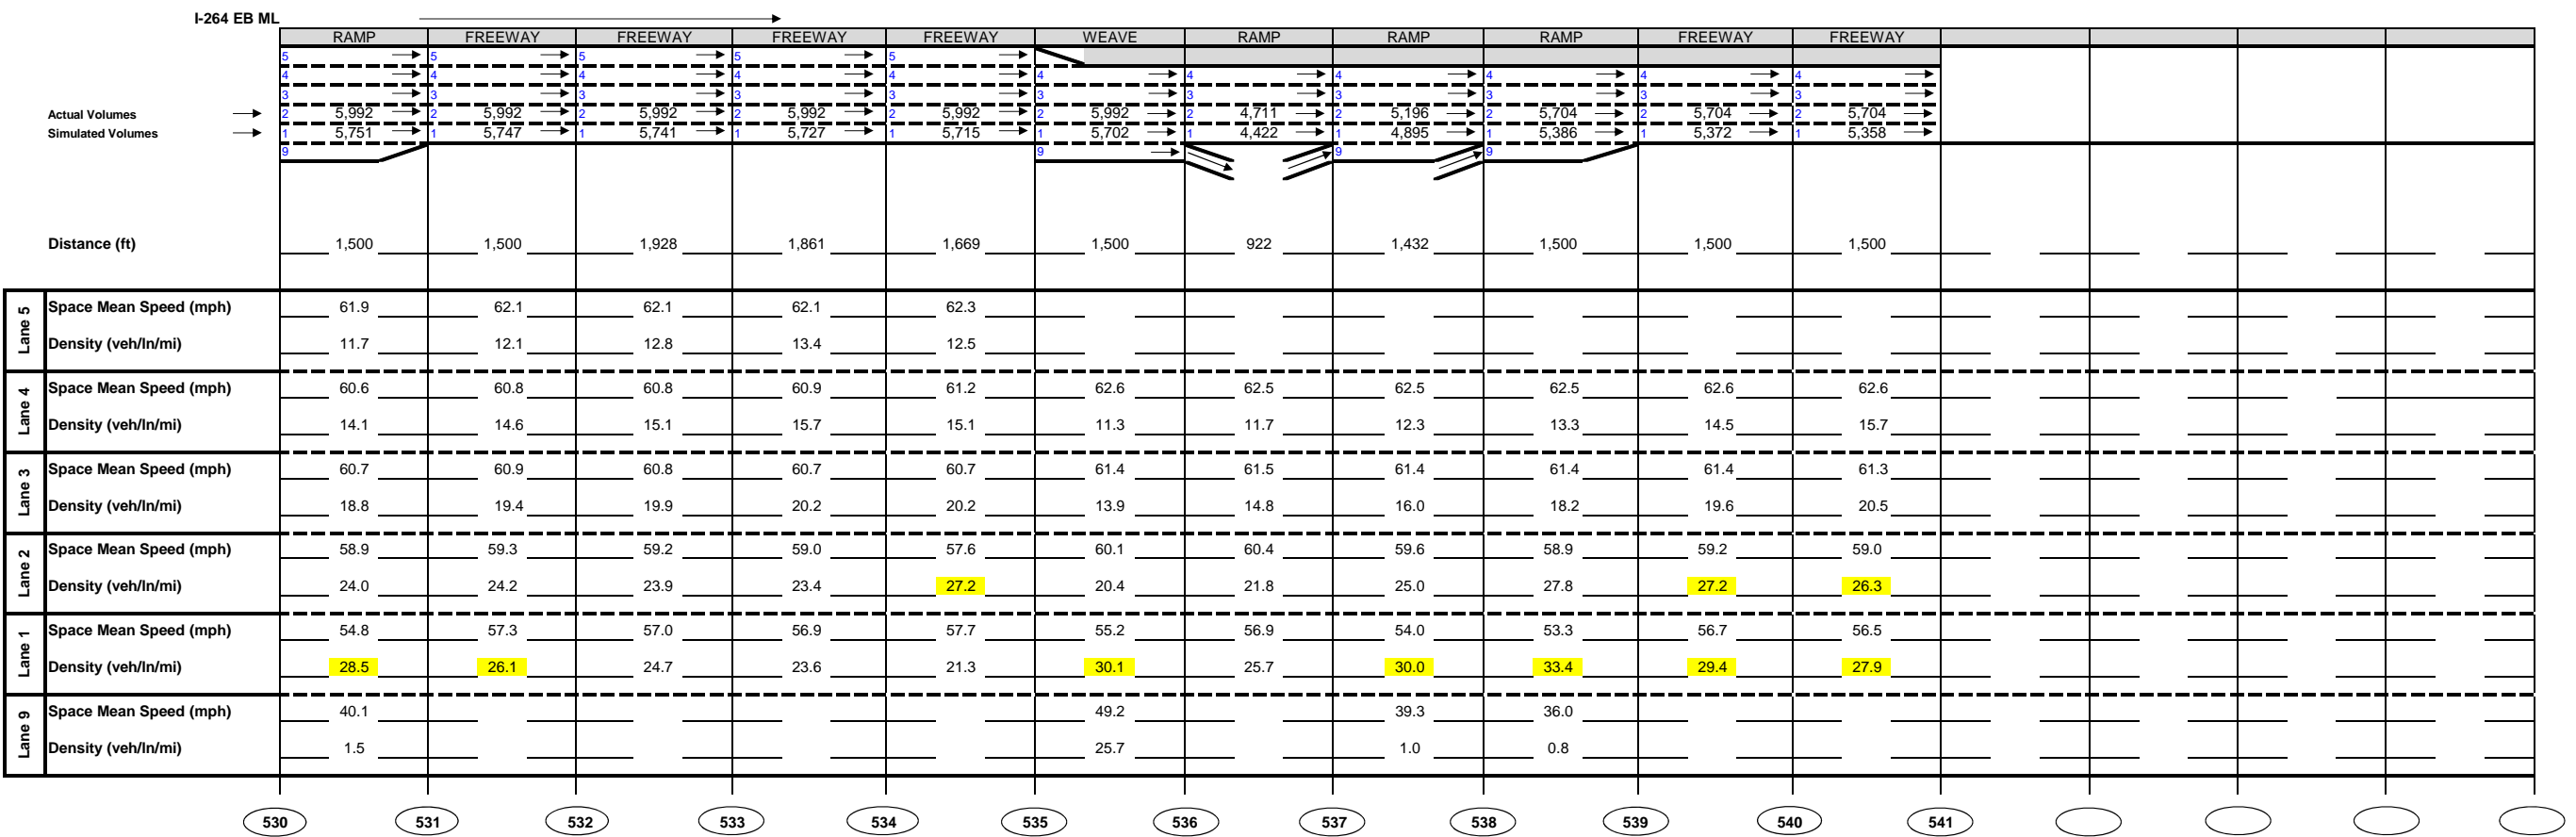 I-264 EB ML
RAMP FREEWAY FREEWAY FREEWAY FREEWAY WEAVE RAMP RAMP RAMP FREEWAY FREEWAY
5 5 5 5 5
4 4 4 4 4 4 4 4 4 4 4
3 3 3 3 3 3 3 3 3 3 3
Actual Volumes 2 5,992 2 5,992 2 5,992 2 5,992 2 5,992 2 5,992 2 4,711 2 5,196 2 5,704 2 5,704 2 5,704
Simulated Volumes 1 5,751 1 5,747 1 5,741 1 5,727 1 5,715 1 5,702 1 4,422 1 4,895 1 5,386 1 5,372 1 5,358
9 9 9 9
Distance (ft) 1,500 1,500 1,928 1,861 1,669 1,500 922 1,432 1,500 1,500 1,500
Lane 5
Space Mean Speed (mph) 61.9 62.1 62.1 62.1 62.3
Density (veh/ln/mi) 11.7 12.1 12.8 13.4 12.5
Lane 4
Space Mean Speed (mph) 60.6 60.8 60.8 60.9 61.2 62.6 62.5 62.5 62.5 62.6 62.6
Density (veh/ln/mi) 14.1 14.6 15.1 15.7 15.1 11.3 11.7 12.3 13.3 14.5 15.7
Lane 3
Space Mean Speed (mph) 60.7 60.9 60.8 60.7 60.7 61.4 61.5 61.4 61.4 61.4 61.3
Density (veh/ln/mi) 18.8 19.4 19.9 20.2 20.2 13.9 14.8 16.0 18.2 19.6 20.5
Lane 2
Space Mean Speed (mph) 58.9 59.3 59.2 59.0 57.6 60.1 60.4 59.6 58.9 59.2 59.0
Density (veh/ln/mi) 24.0 24.2 23.9 23.4 27.2 20.4 21.8 25.0 27.8 27.2 26.3
Lane 1
Space Mean Speed (mph) 54.8 57.3 57.0 56.9 57.7 55.2 56.9 54.0 53.3 56.7 56.5
Density (veh/ln/mi) 28.5 26.1 24.7 23.6 21.3 30.1 25.7 30.0 33.4 29.4 27.9
Lane 9
Space Mean Speed (mph) 40.1 49.2 39.3 36.0
Density (veh/ln/mi) 1.5 25.7 1.0 0.8
530 531 532 533 534 535 536 537 538 539 540 541